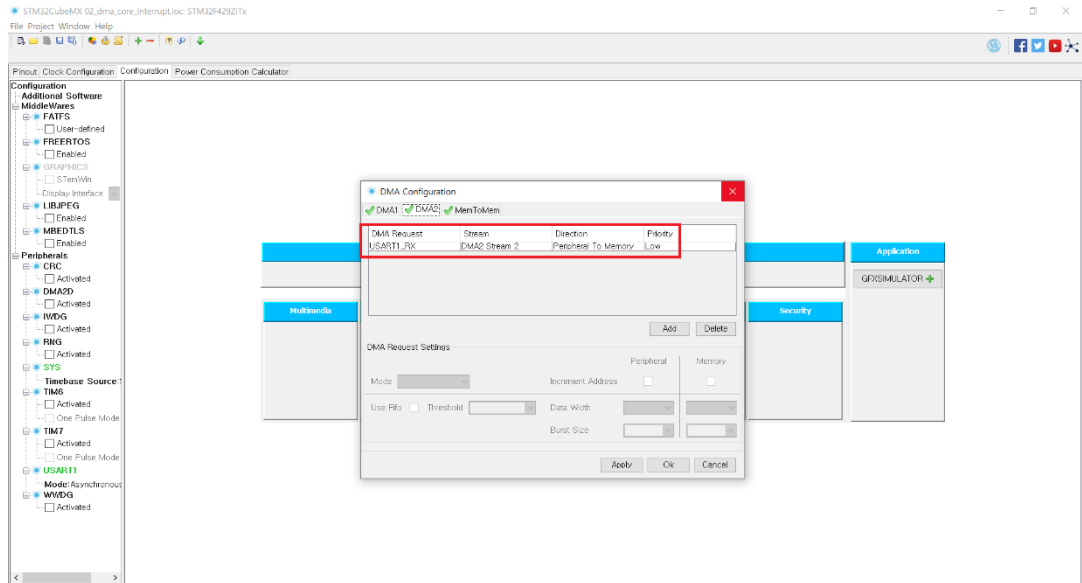 STM32CubeMX 02_dma_core_interrupt.ioc: STM32F429ZITx
File Project Window Help
Pinout Clock Configuration Configuration Power Consumption Calculator
Configuration
Additional Software
MiddleWares
FATFS
User-defined
FREERTOS
Enabled
GRAPHICS
STemWin
Display Interface
LIBJPEG
Enabled
MBEDTLS
Enabled
Peripherals
CRC
Activated
DMA2D
Activated
IWDG
Activated
RNG
Activated
SYS
Timebase Source:
TIM6
Activated
One Pulse Mode
TIM7
Activated
One Pulse Mode
USART1
Mode:Asynchronous
WWDG
Activated
Multimedia
DMA Configuration
DMA1 DMA2 MemToMem
DMA Request Stream Direction Priority
USART1_RX DMA2 Stream 2 Peripheral To Memory Low
Add Delete
DMA Request Settings
Peripheral Memory
Mode Increment Address
Use Fifo Threshold Data Width
Burst Size
Apply Ok Cancel
Security
Application
GFXSIMULATOR